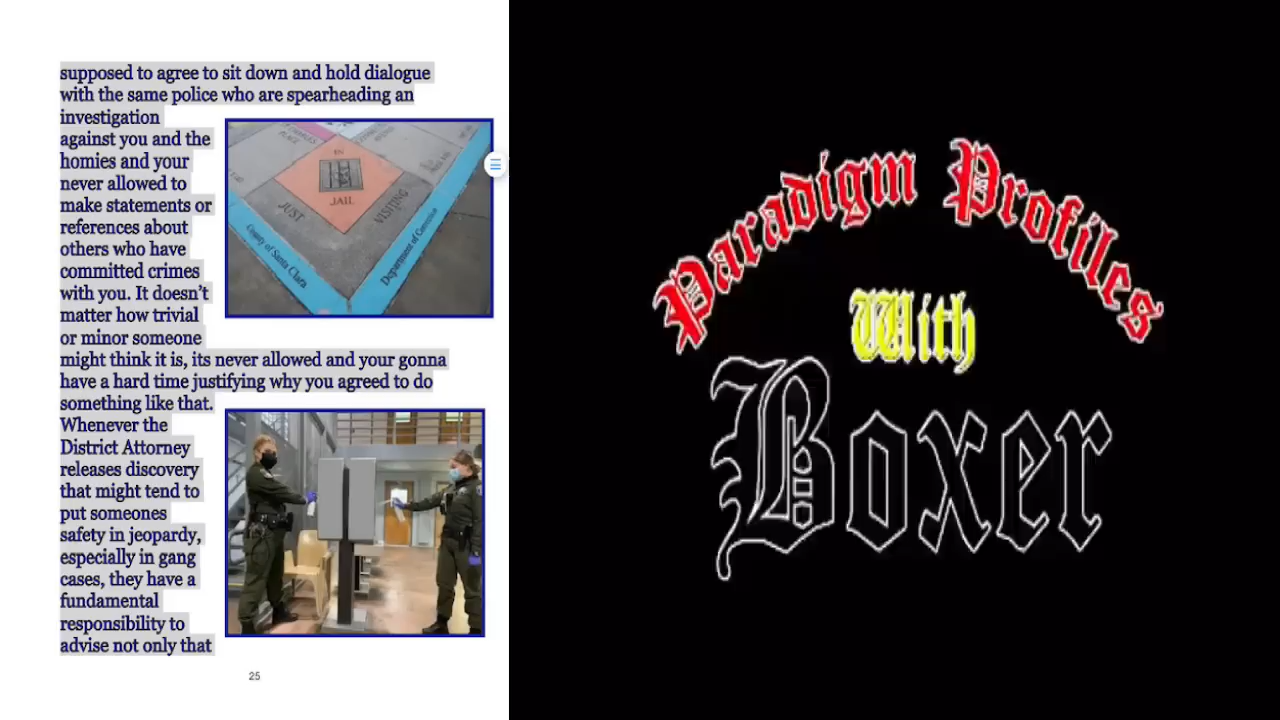 supposed to agree to sit down and hold dialogue
with the same police who are spearheading an
investigation
against you and the
homies and your
never allowed to
make statements or
references about
others who have
committed crimes
with you. It doesn't
matter how trivial
or minor someone
might think it is, its never allowed and your gonna
have a hard time justifying why you agreed to do
something like that.
Whenever the
District Attorney
releases discovery
that might tend to
put someones
safety in jeopardy,
especially in gang
cases, they have a
fundamental
responsibility to
advise not only that
25
IN
JAIL
JUST
VISITING
County of Santa Clara
Department of Correction
Paradigm Profiles
With
Boxer